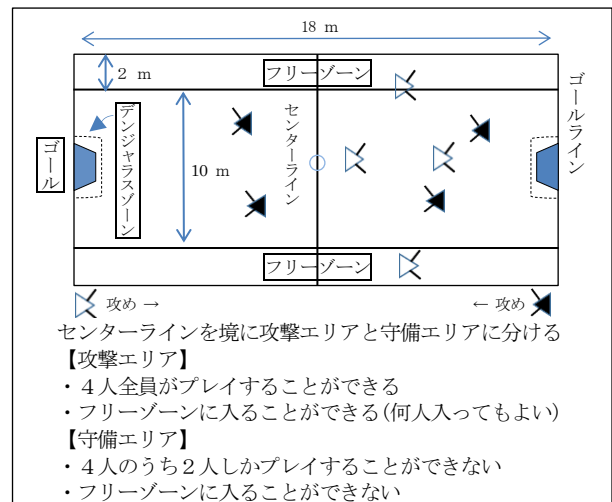 18 m
フリーゾーン
2 m
デンジャラスゾーン
センターライン
ゴールライン
ゴール
10 m
フリーゾーン
攻め →
← 攻め
センターラインを境に攻撃エリアと守備エリアに分ける
【攻撃エリア】
・４人全員がプレイすることができる
・フリーゾーンに入ることができる(何人入ってもよい)
【守備エリア】
・４人のうち２人しかプレイすることができない
・フリーゾーンに入ることができない